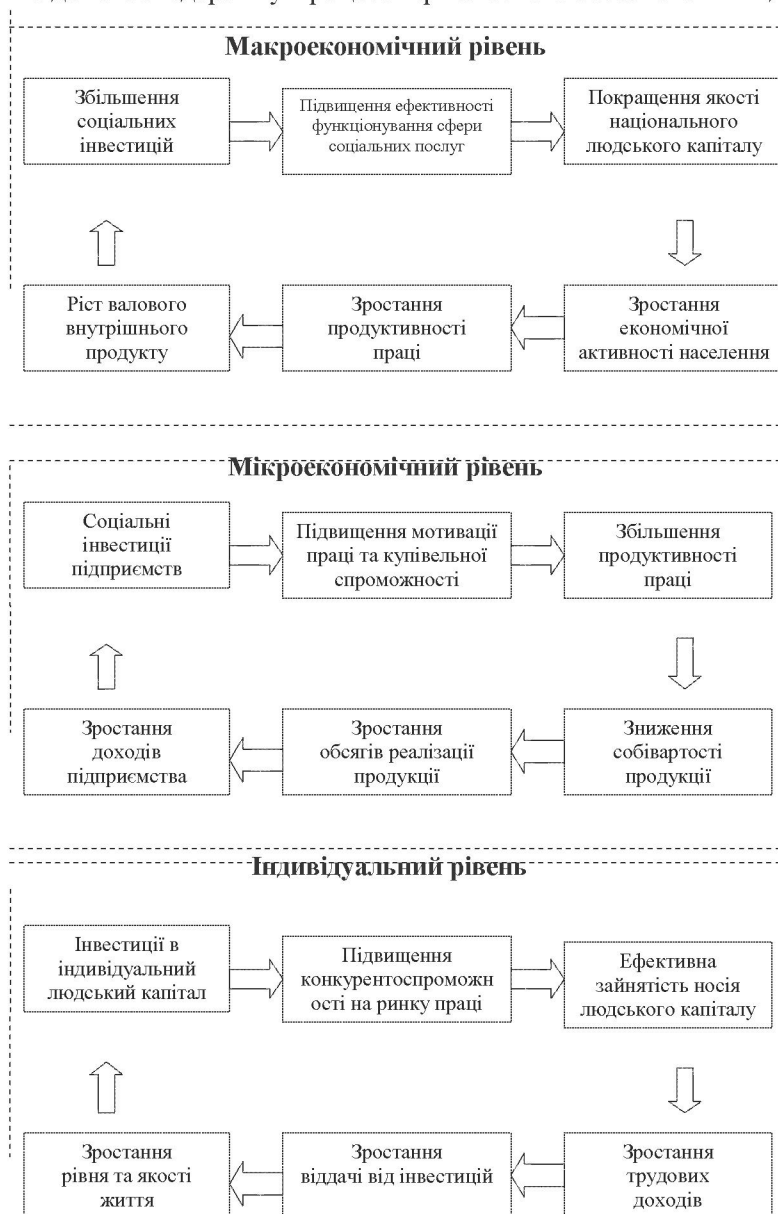 Макроекономічний рівень
Збільшення
соціальних
інвестицій
Підвищення ефективності
функціонування сфери
соціальних послуг
Покращення якості
національного
людського капіталу
Ріст валового
внутрішнього
продукту
Зростання
продуктивності
праці
Зростання
економічної
активності населення
Мікроекономічний рівень
Соціальні
інвестиції
підприємств
Підвищення мотивації
праці та купівельної
спроможності
Збільшення
продуктивності
праці
Зростання
доходів
підприємства
Зростання
обсягів реалізації
продукції
Зниження
собівартості
продукції
Індивідуальний рівень
Інвестиції в
індивідуальний
людський капітал
Підвищення
конкурентоспроможн
ості на ринку праці
Ефективна
зайнятість носія
людського капіталу
Зростання
рівня та якості
життя
Зростання
віддачі від інвестицій
Зростання
трудових
доходів